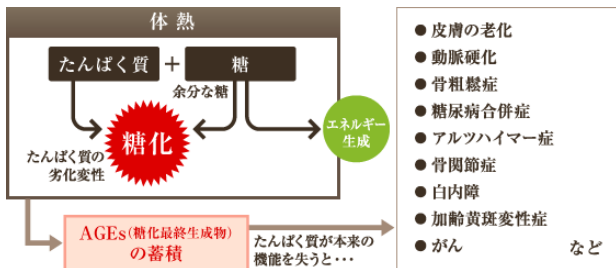 体熱
たんぱく質 + 糖
余分な糖
糖化
エネルギー
生成
たんぱく質の
劣化変性
AGEs(糖化最終生成物)
の蓄積
たんぱく質が本来の
機能を失うと・・・
● 皮膚の老化
● 動脈硬化
● 骨粗鬆症
● 糖尿病合併症
● アルツハイマー症
● 骨関節症
● 白内障
● 加齢黄斑変性症
● がん など